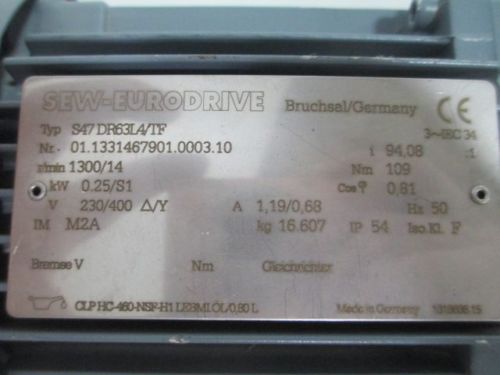 SEW-EURODRIVE Bruchsal/Germany CE
Typ S47 DR63L4/TF 3~IEC 34
Nr. 01.1331467901.0003.10 i 94,08 :1
r/min 1300/14 Nm 109
kW 0.25/S1 Cos φ 0,81
V 230/400 Δ/Y A 1,19/0,68 Hz 50
IM M2A kg 16.607 IP 54 Iso.Kl. F
Bremse V Nm Gleichrichter
CLP HC-460-NSF-H1 LEBMI.ÖL/0,80 L Made in Germany